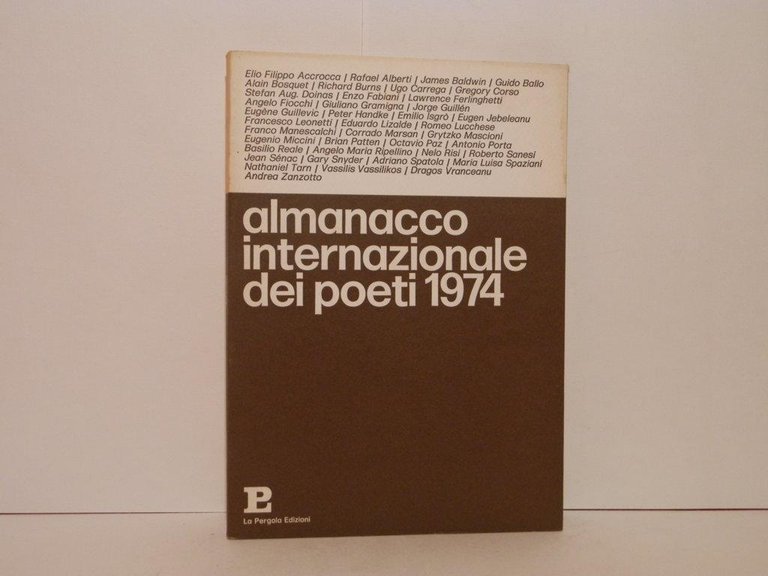 Elio Filippo Accrocca | Rafael Alberti | James Baldwin | Guido Ballo
Alain Bosquet | Richard Burns | Ugo Carrega | Gregory Corso
Stefan Aug. Doinas | Enzo Fabiani | Lawrence Ferlinghetti
Angelo Fiocchi | Giuliano Gramigna | Jorge Guillén
Eugène Guillevic | Peter Handke | Emilio Isgrò | Eugen Jebeleanu
Francesco Leonetti | Eduardo Lizalde | Romeo Lucchese
Franco Manescalchi | Corrado Marsan | Grytzko Mascioni
Eugenio Miccini | Brian Patten | Octavio Paz | Antonio Porta
Basilio Reale | Angelo Maria Ripellino | Nelo Risi | Roberto Sanesi
Jean Sénac | Gary Snyder | Adriano Spatola | Maria Luisa Spaziani
Nathaniel Tarn | Vassilis Vassilikos | Dragos Vranceanu
Andrea Zanzotto
almanacco
internazionale
dei poeti 1974
La Pergola Edizioni